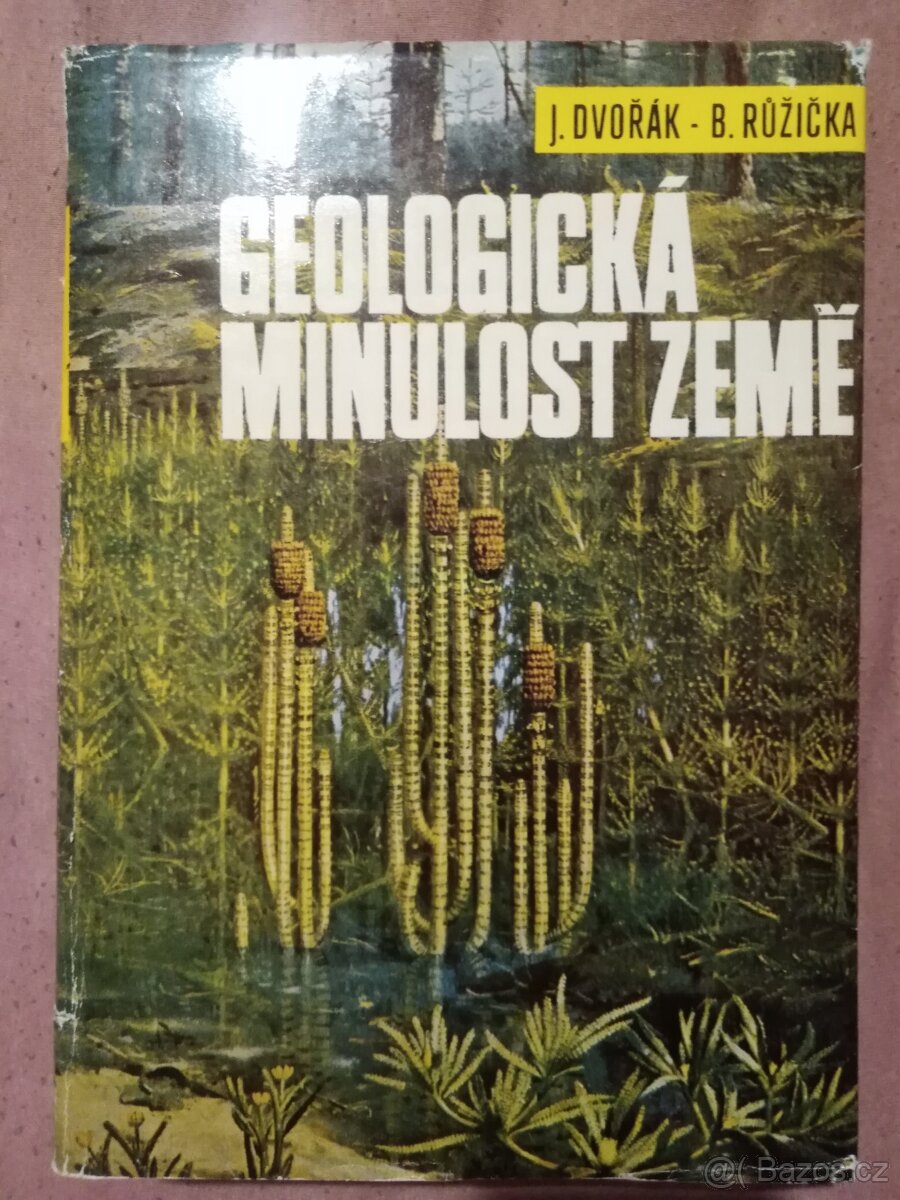 J. DVOŘÁK - B. RŮŽIČKA
GEOLOGICKÁ
MINULOST ZEMĚ
@( Bazos.cz